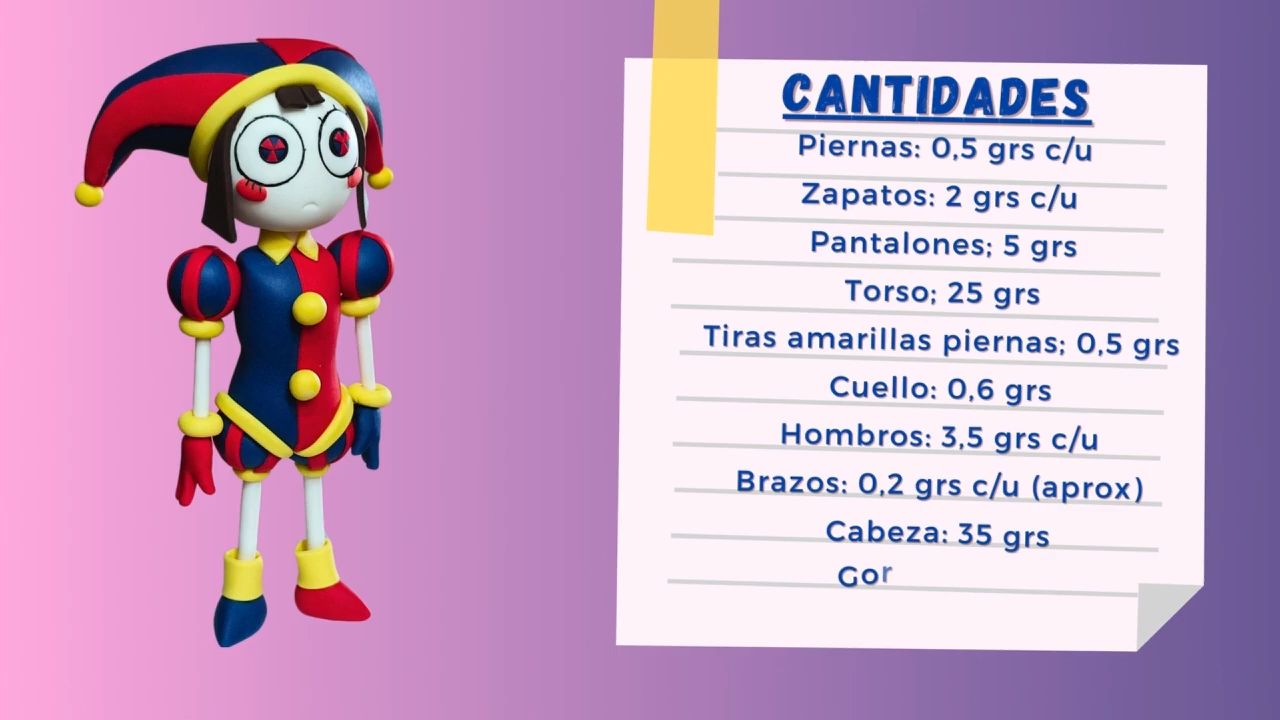 CANTIDADES
Piernas: 0,5 grs c/u
Zapatos: 2 grs c/u
Pantalones; 5 grs
Torso; 25 grs
Tiras amarillas piernas; 0,5 grs
Cuello: 0,6 grs
Hombros: 3,5 grs c/u
Brazos: 0,2 grs c/u (aprox)
Cabeza: 35 grs
Gor